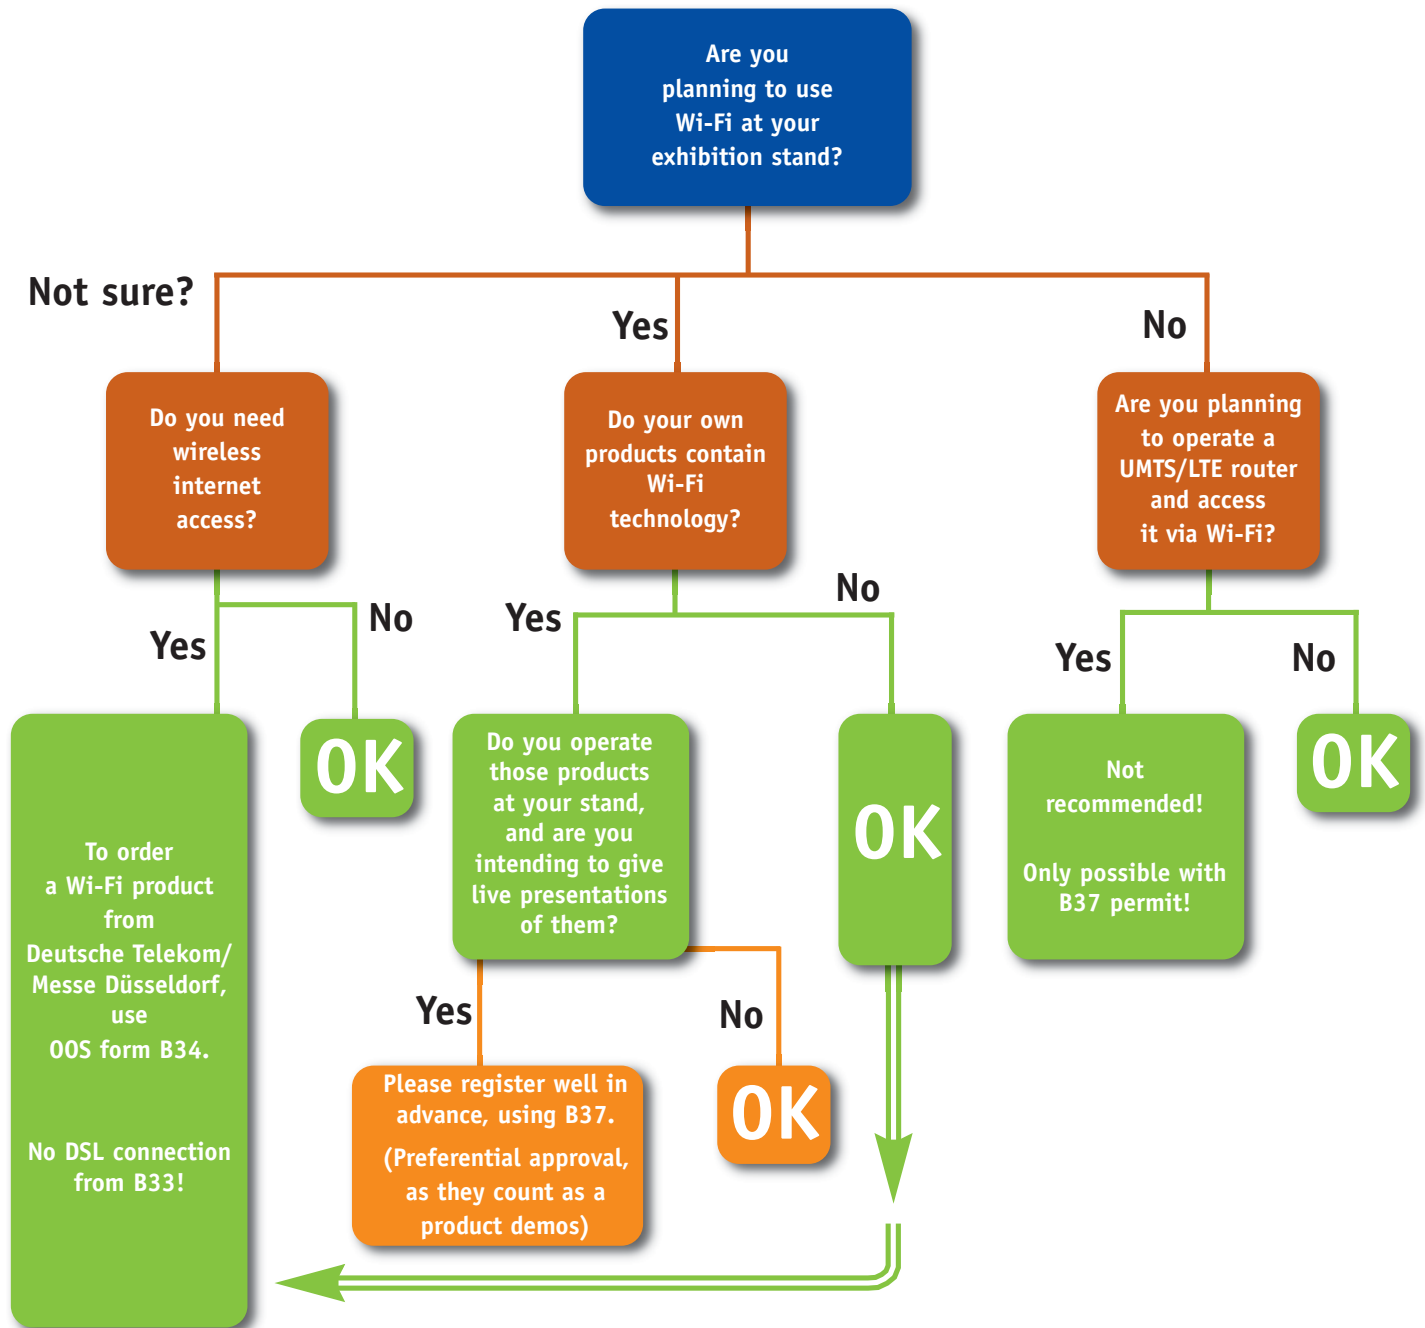 Are you
planning to use
Wi-Fi at your
exhibition stand?
Not sure?
Yes
No
Do you need
wireless
internet
access?
Do your own
products contain
Wi-Fi
technology?
Are you planning
to operate a
UMTS/LTE router
and access
it via Wi-Fi?
Yes
No
Yes
No
Yes
No
To order
a Wi-Fi product
from
Deutsche Telekom/
Messe Düsseldorf,
use
OOS form B34.
No DSL connection
from B33!
OK
Do you operate
those products
at your stand,
and are you
intending to give
live presentations
of them?
OK
Not
recommended!
Only possible with
B37 permit!
OK
Yes
No
Please register well in
advance, using B37.
(Preferential approval,
as they count as a
product demos)
OK